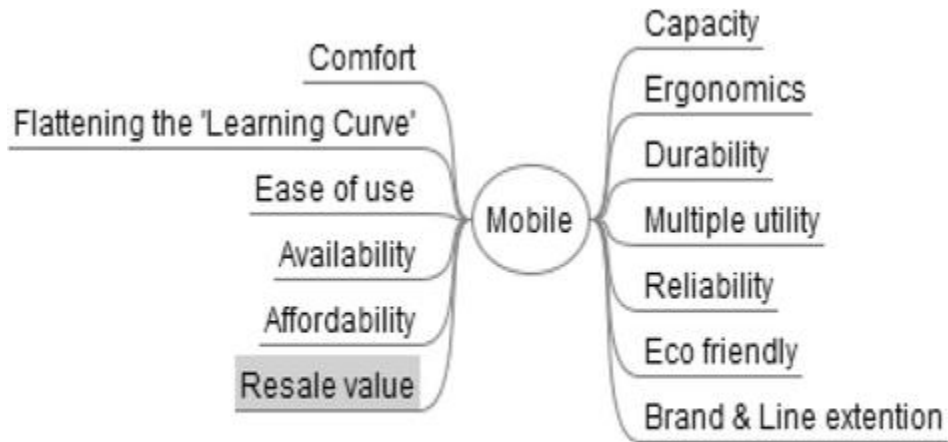 Comfort
Flattening the 'Learning Curve'
Ease of use
Availability
Affordability
Resale value
Mobile
Capacity
Ergonomics
Durability
Multiple utility
Reliability
Eco friendly
Brand & Line extention